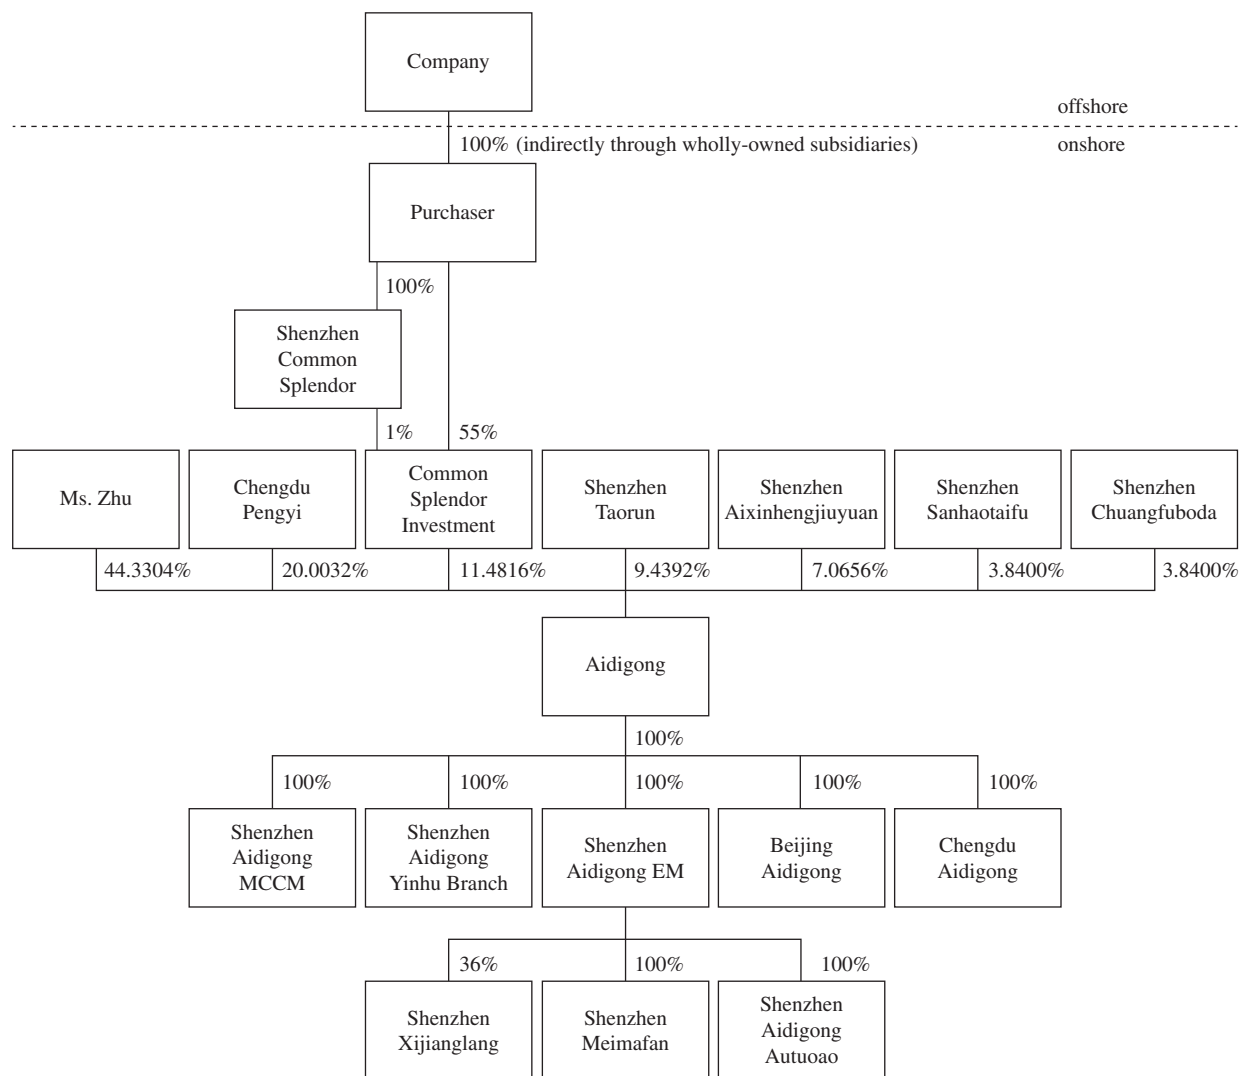 Company
offshore
100% (indirectly through wholly-owned subsidiaries)
onshore
Purchaser
100%
Shenzhen
Common
Splendor
1%
55%
Ms. Zhu
Chengdu
Pengyi
Common
Splendor
Investment
Shenzhen
Taorun
Shenzhen
Aixinhengjiuyuan
Shenzhen
Sanhaotaifu
Shenzhen
Chuangfuboda
44.3304%
20.0032%
11.4816%
9.4392%
7.0656%
3.8400%
3.8400%
Aidigong
100%
100%
100%
100%
100%
100%
Shenzhen
Aidigong
MCCM
Shenzhen
Aidigong
Yinhu Branch
Shenzhen
Aidigong EM
Beijing
Aidigong
Chengdu
Aidigong
36%
100%
100%
Shenzhen
Xijianglang
Shenzhen
Meimafan
Shenzhen
Aidigong
Autuoao